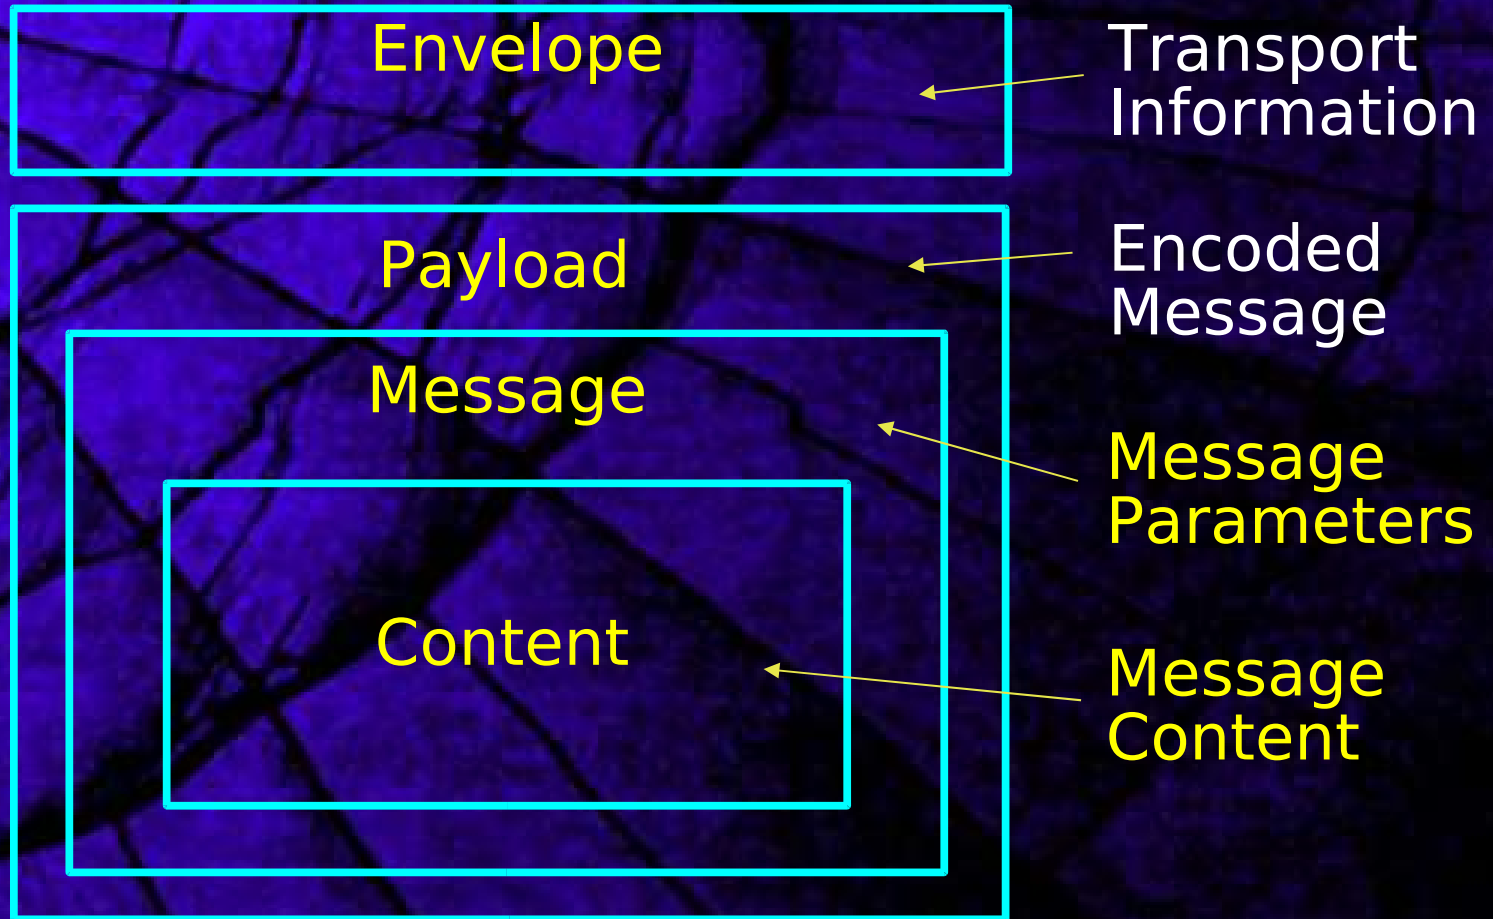 Envelope
Transport
Information
Payload
Encoded
Message
Message
Message
Parameters
Content
Message
Content